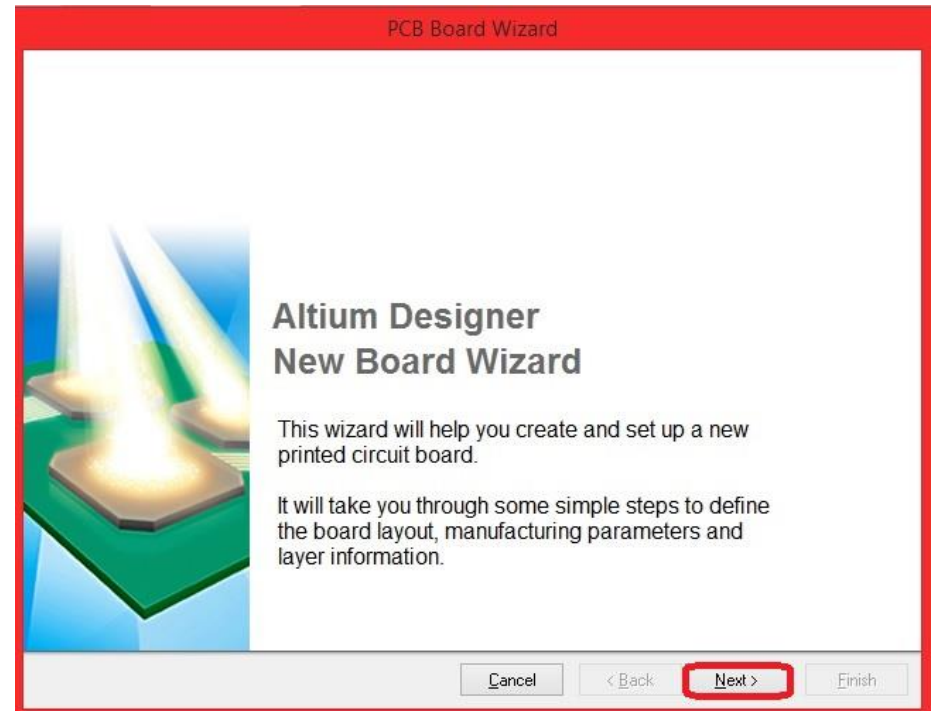 PCB Board Wizard
Altium Designer
New Board Wizard
This wizard will help you create and set up a new
printed circuit board.
It will take you through some simple steps to define
the board layout, manufacturing parameters and
layer information.
Cancel < Back Next > Finish